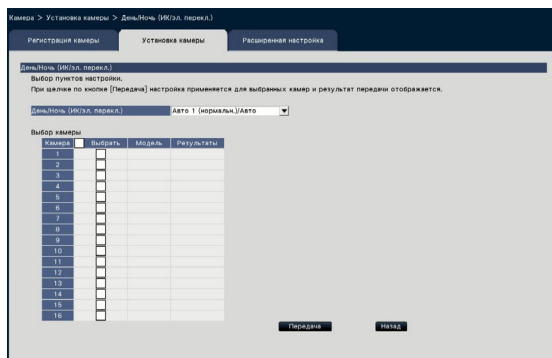 Камера > Установка камеры > День/Ночь (ИК/эл. перекл.)
Регистрация камеры Установка камеры Расширенная настройка
День/Ночь (ИК/эл. перекл.)
Выбор пунктов настройки.
При щелчке по кнопке [Передача] настройка применяется для выбранных камер и результат передачи отображается.
День/Ночь (ИК/эл. перекл.) Авто 1 (нормальн.)/Авто
Выбор камеры
Камера Выбрать Модель Результаты
1
2
3
4
5
6
7
8
9
10
11
12
13
14
15
16
Передача Назад